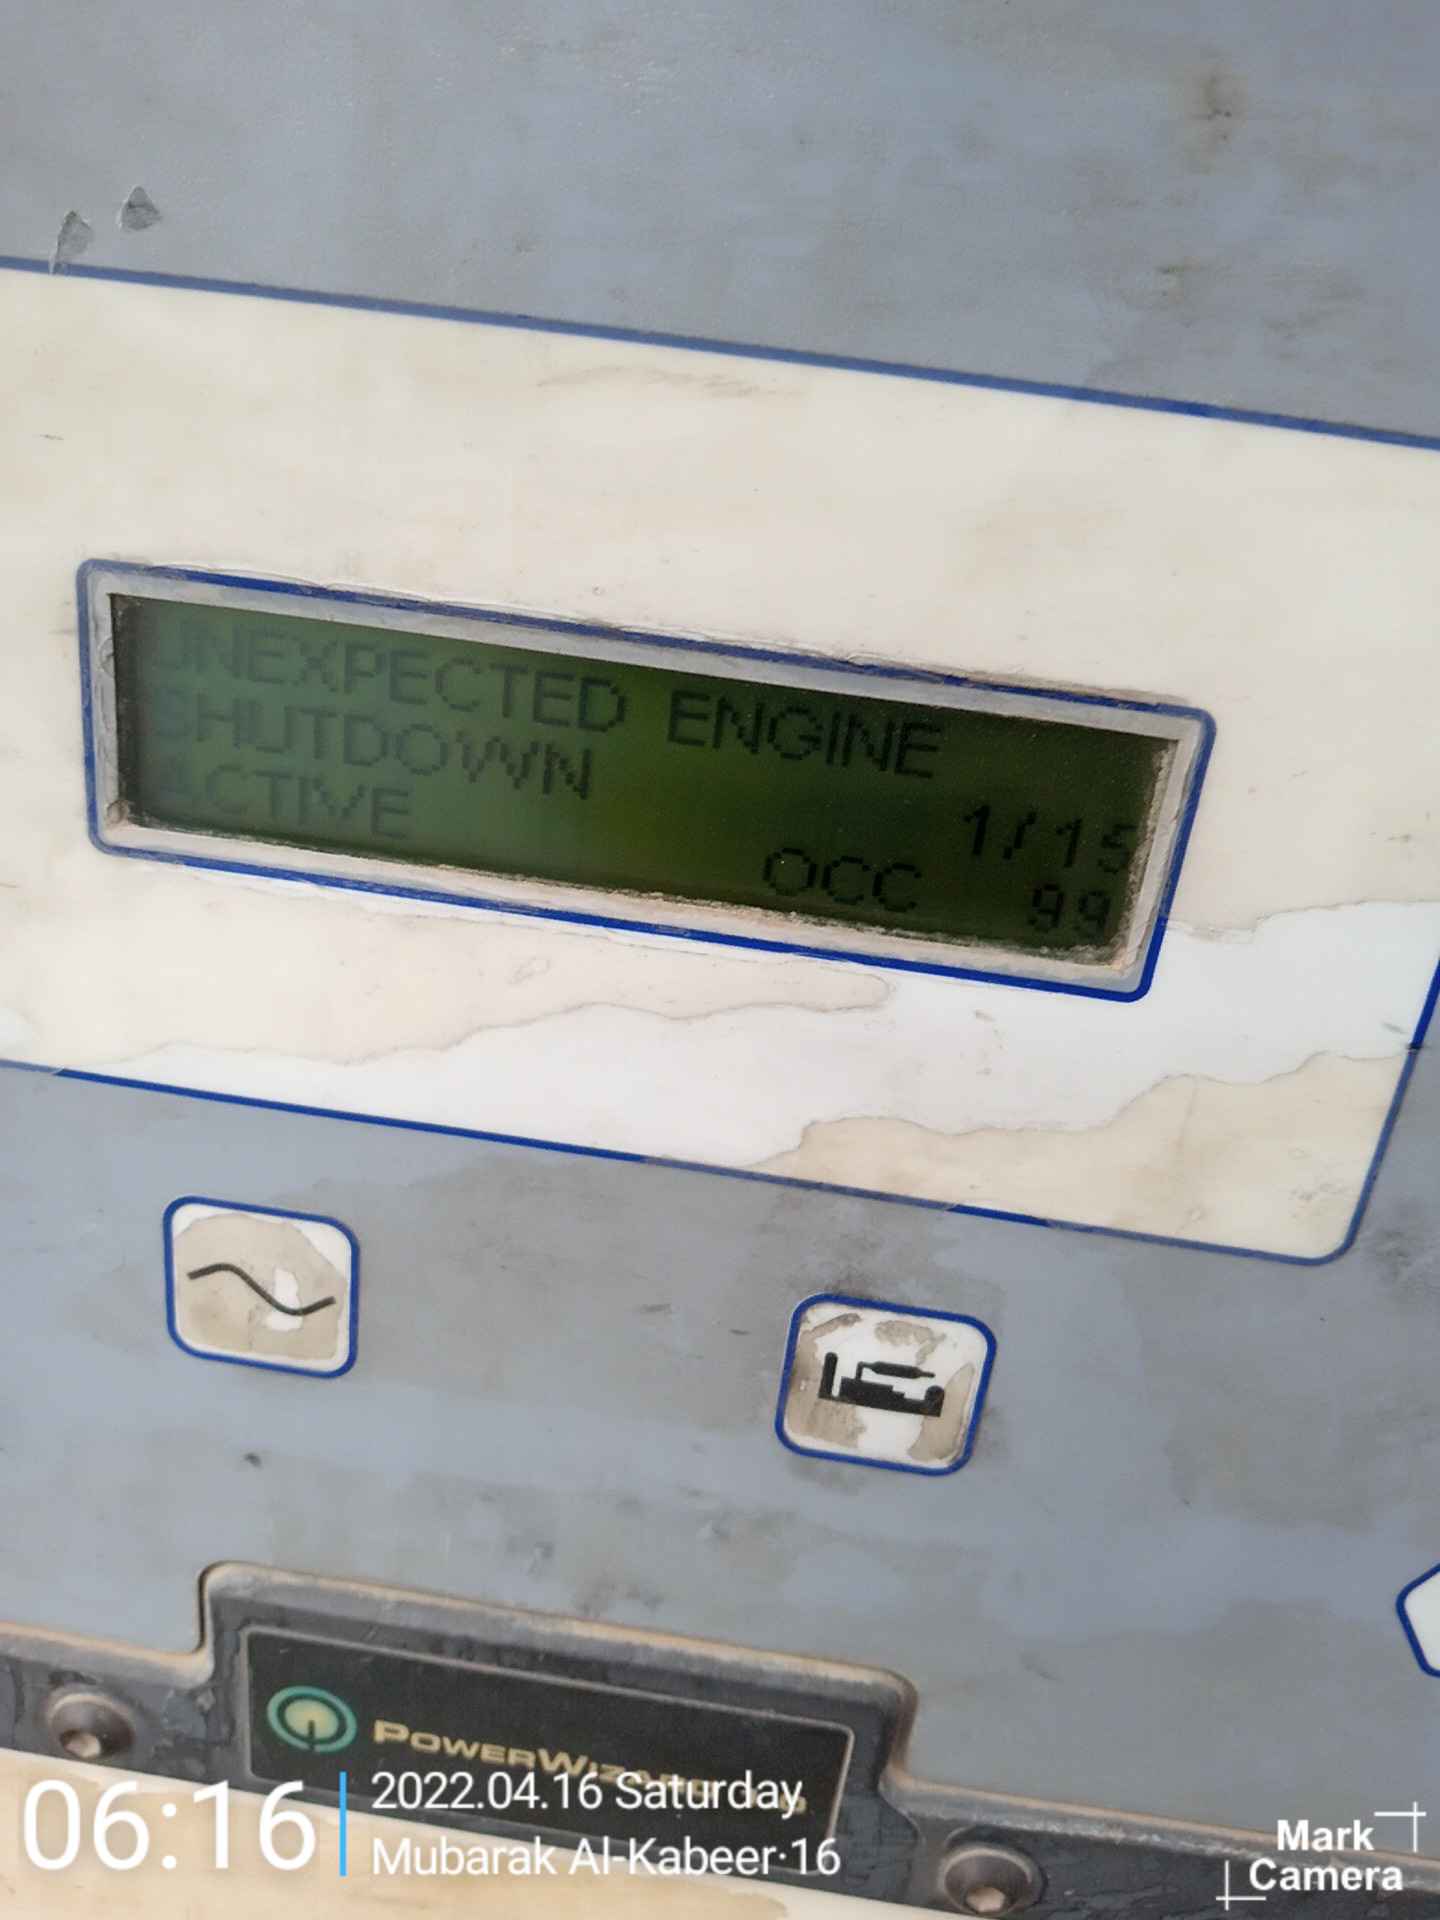 UNEXPECTED ENGINE
SHUTDOWN
ACTIVE 1/15
OCC 99
POWERWIZARD
06:16
2022.04.16 Saturday
Mubarak Al-Kabeer·16
Mark
Camera